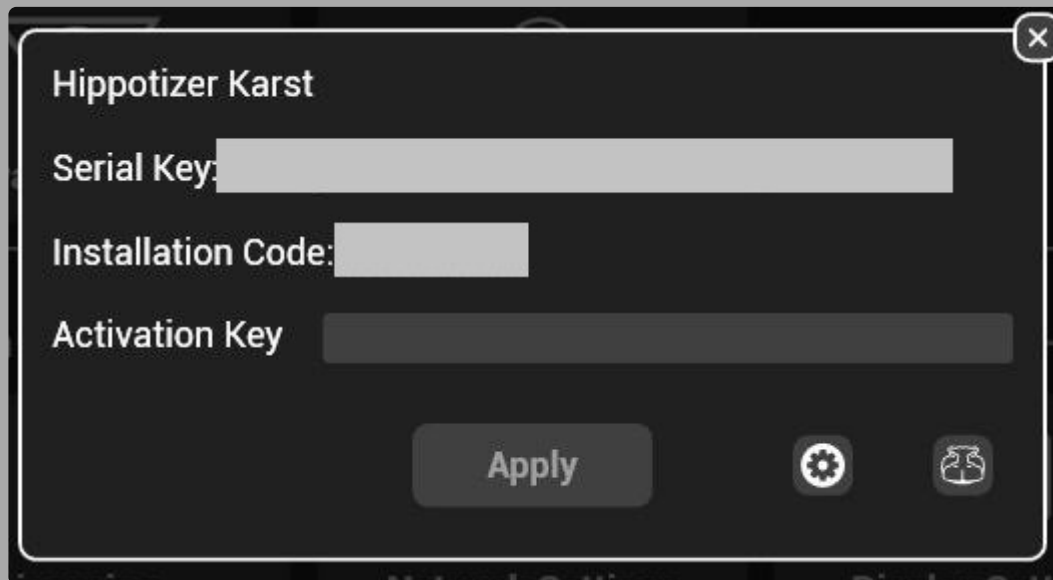 Hippotizer Karst
Serial Key:
Installation Code:
Activation Key
Apply